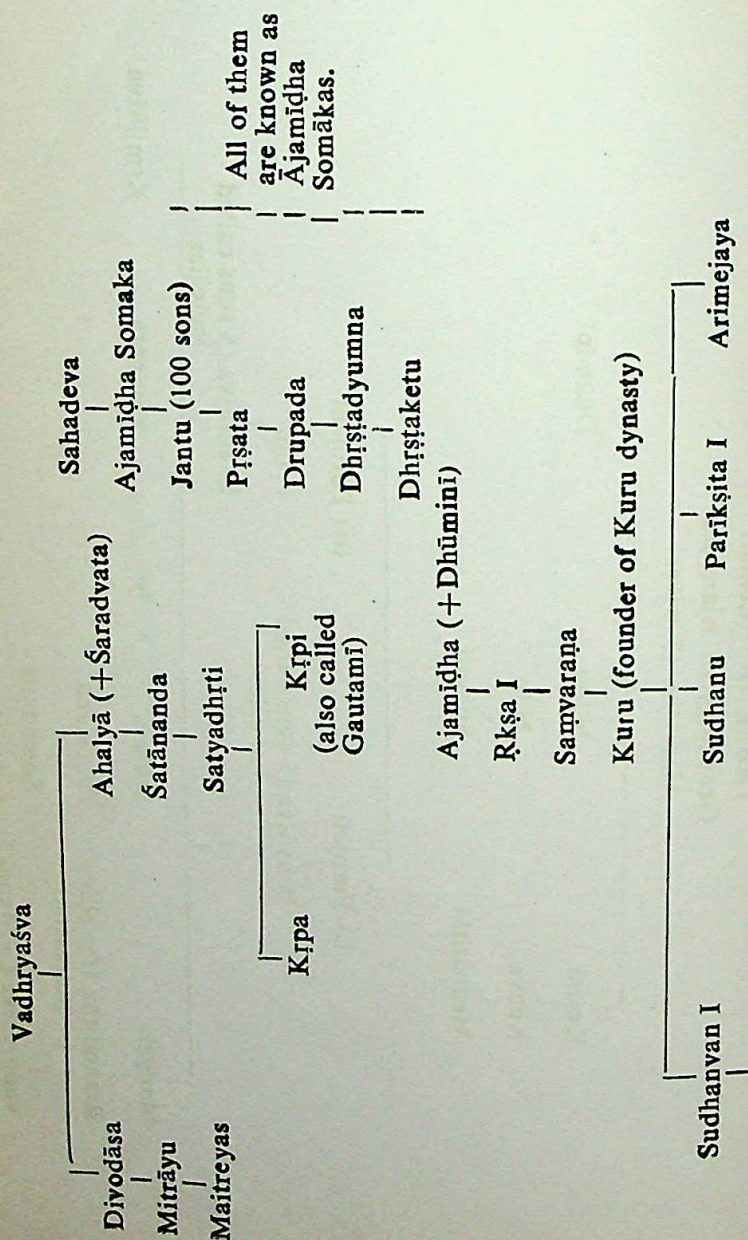 Vadhryaśva
Divodāsa
Mitrāyu
Maitreyas
Ahalyā (+Śaradvata)
Śatānanda
Satyadhṛti
Kṛpa
Kṛpi
(also called
Gautamī)
Sahadeva
Ajamīḍha Somaka
Jantu (100 sons)
Pṛṣata
Drupada
Dhṛṣṭadyumna
Dhṛṣṭaketu
All of them
are known as
Ājamīḍha
Somākas.
Ajamīḍha (+Dhūminī)
Ṛkṣa I
Saṃvaraṇa
Kuru (founder of Kuru dynasty)
Sudhanvan I
Sudhanu
Parīkṣita I
Arimejaya